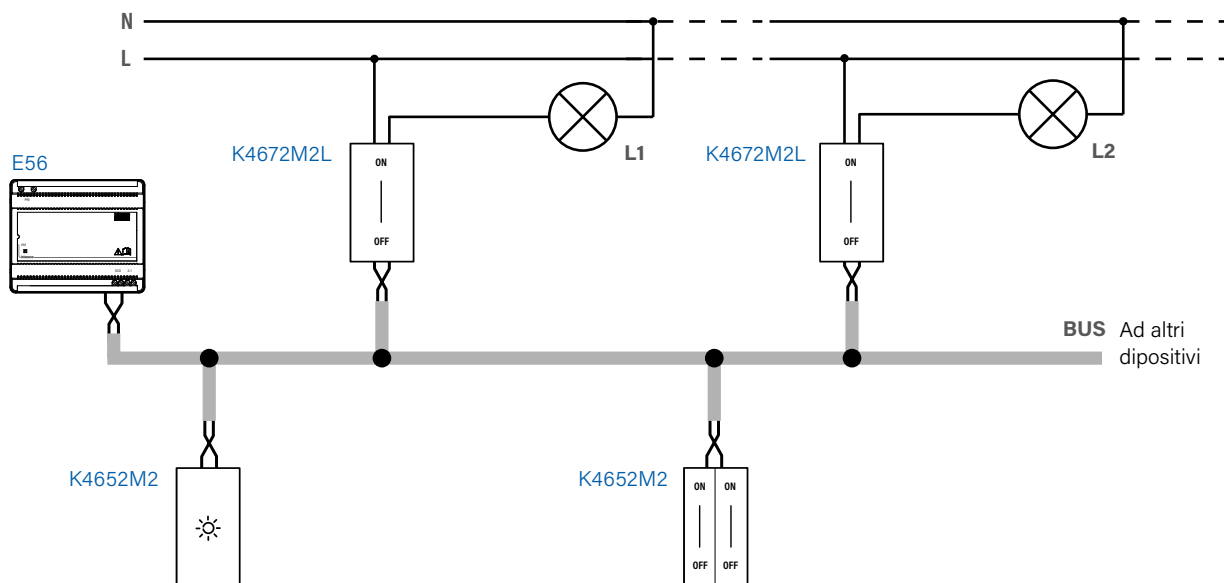 N
L
E56
K4672M2L
ON
OFF
L1
K4672M2L
ON
OFF
L2
BUS Ad altri
dipositivi
K4652M2
K4652M2
ON ON
OFF OFF